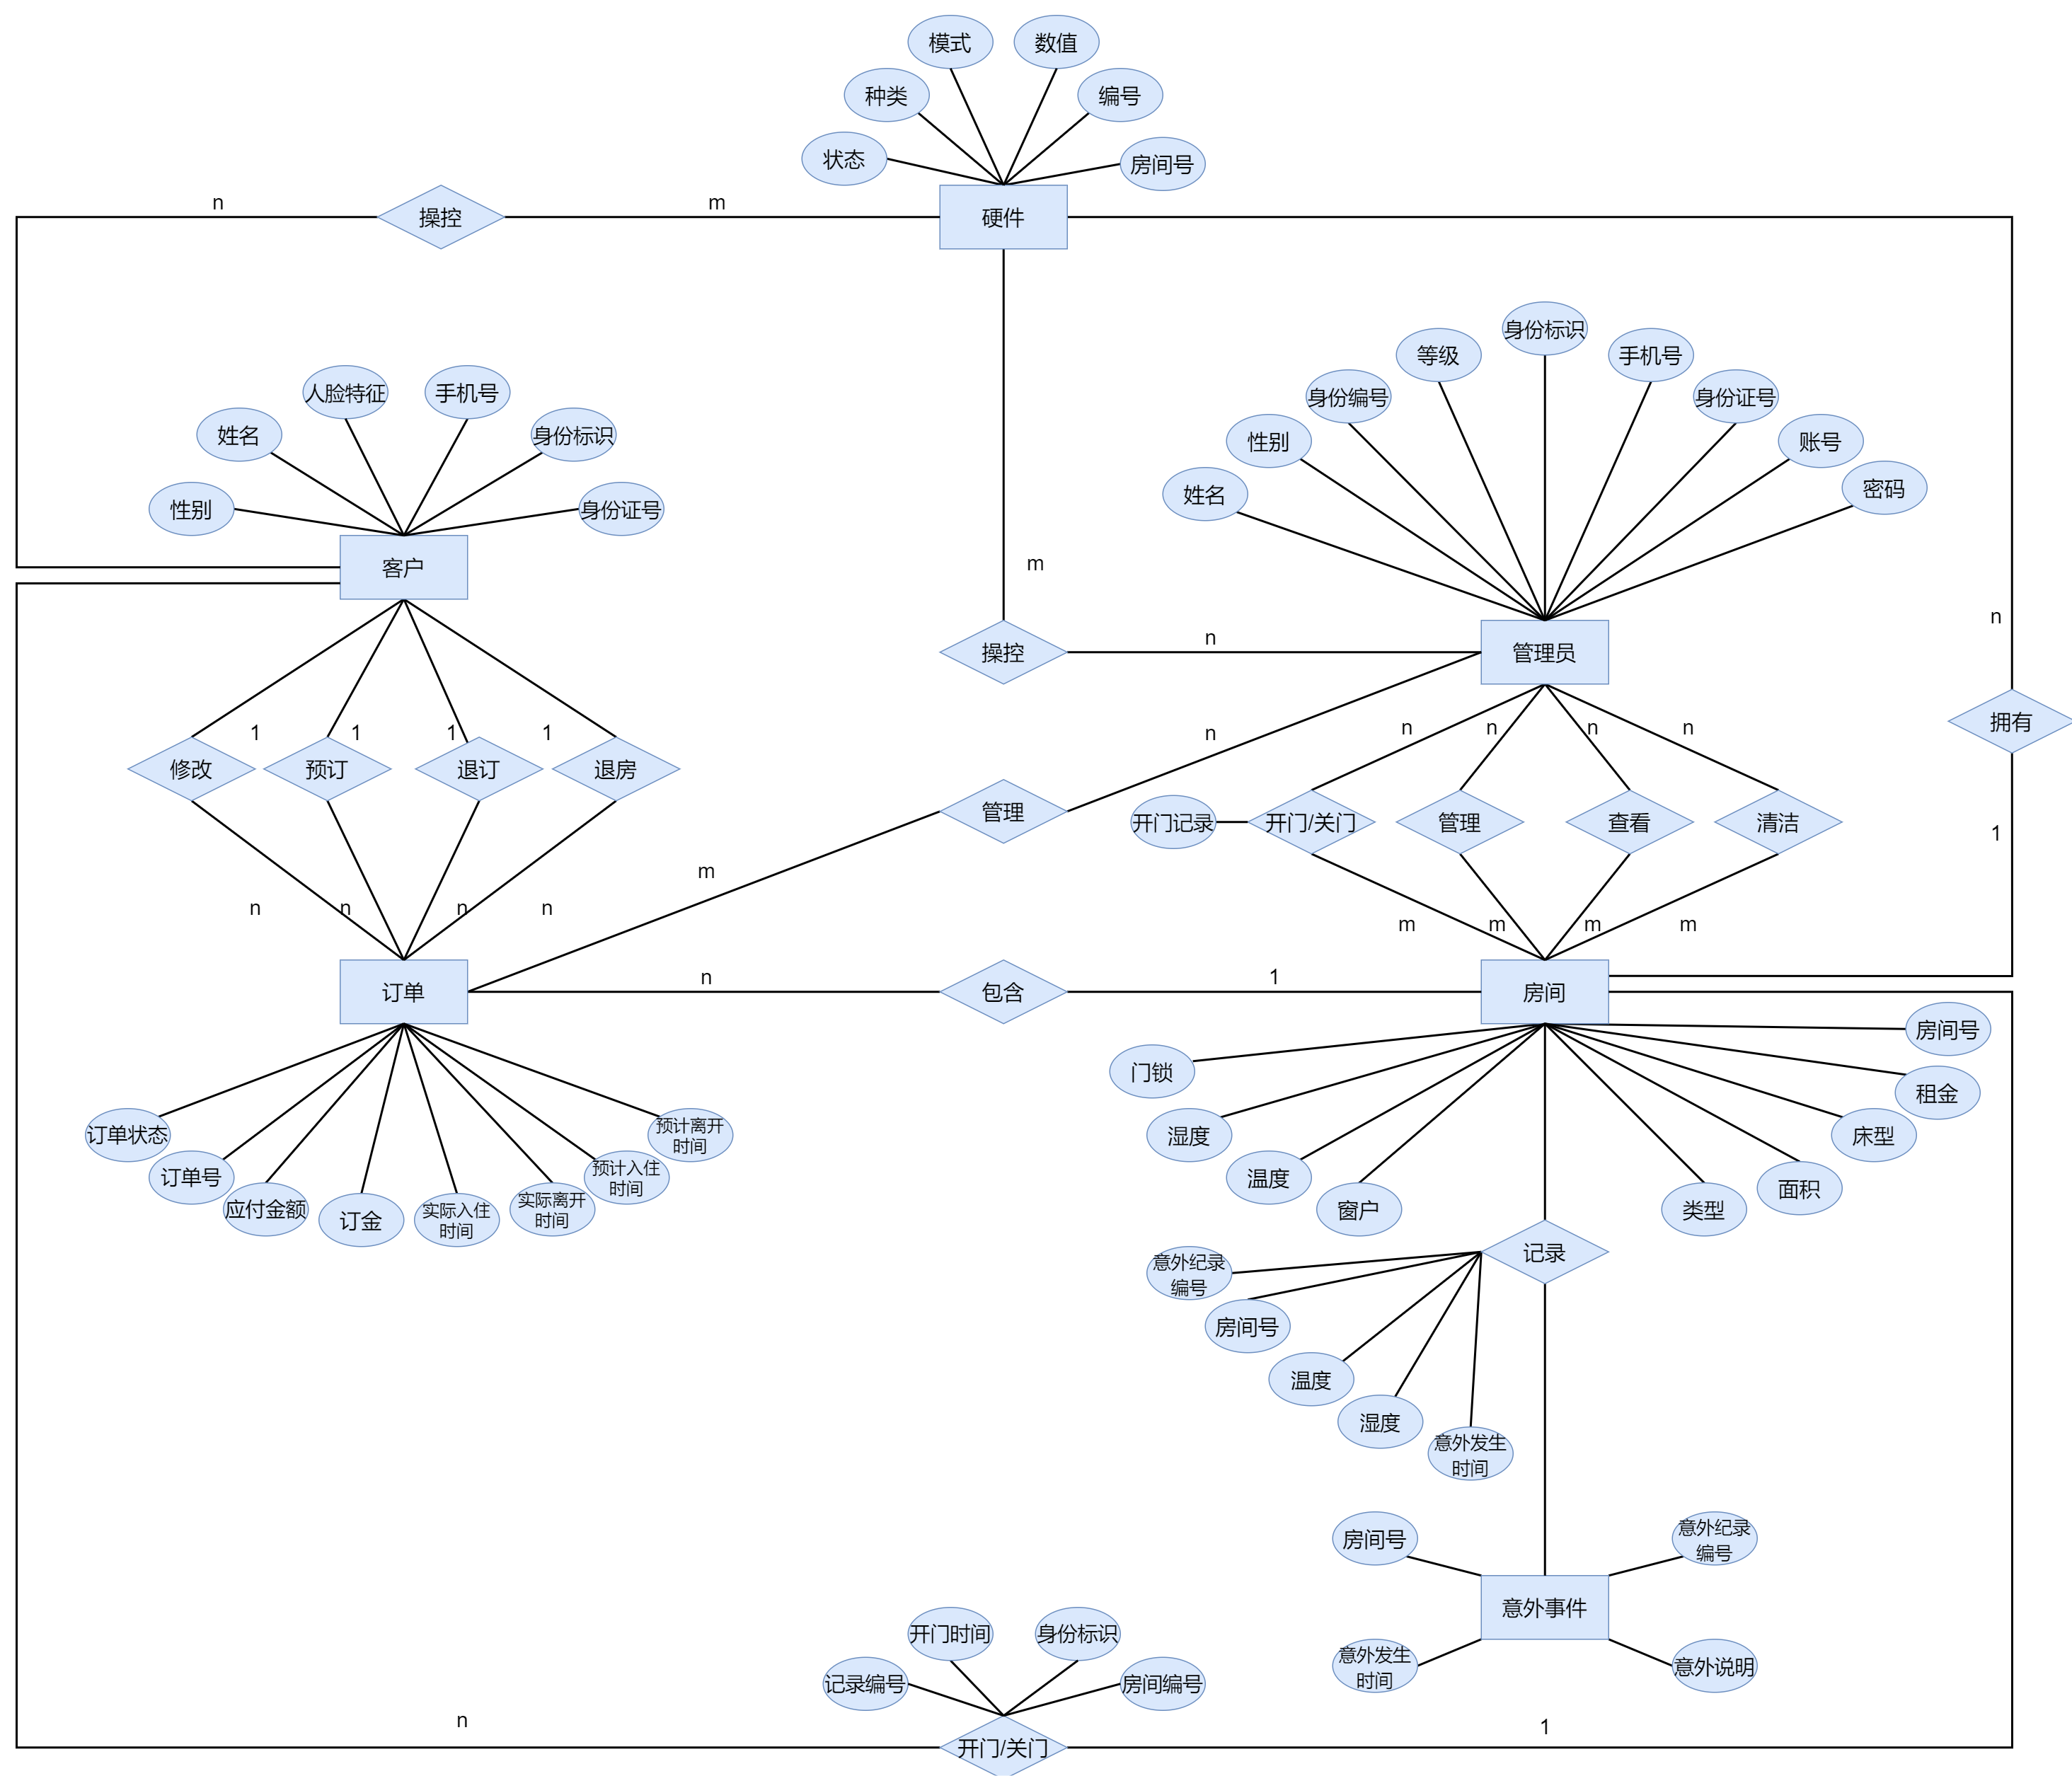 模式
数值
种类
编号
状态
房间号
n
操控
m
硬件
身份标识
等级
手机号
人脸特征
手机号
身份编号
身份证号
姓名
身份标识
性别
账号
性别
身份证号
姓名
密码
客户
m
n
操控
n
管理员
拥有
1
1
1
1
n
n
n
n
n
修改
预订
退订
退房
管理
开门记录
开门/关门
管理
查看
清洁
1
m
n
n
n
n
m
m
m
m
订单
n
包含
1
房间
房间号
门锁
租金
订单状态
预计离开
时间
湿度
床型
订单号
预计入住
时间
温度
面积
应付金额
订金
实际入住
时间
实际离开
时间
窗户
类型
记录
意外纪录
编号
房间号
温度
湿度
意外发生
时间
房间号
意外纪录
编号
意外事件
意外发生
时间
意外说明
开门时间
身份标识
记录编号
房间编号
n
开门/关门
1